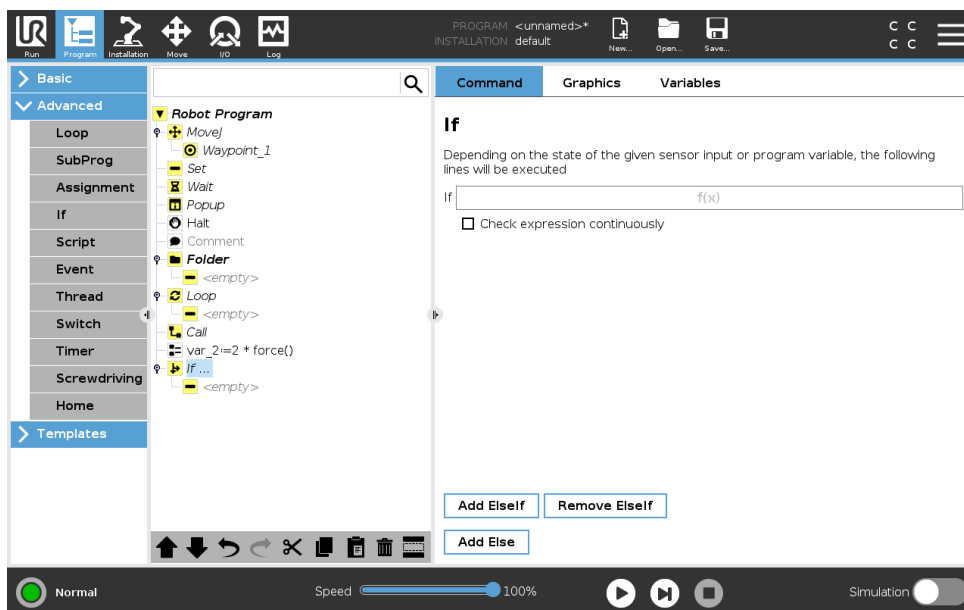 PROGRAM <unnamed>*
INSTALLATION default
UR
Run
Program
Installation
Move
I/O
Log
New...
Open...
Save...
C C
C C
Basic
Advanced
Loop
SubProg
Assignment
If
Script
Event
Thread
Switch
Timer
Screwdriving
Home
Templates
Robot Program
MoveJ
Waypoint_1
Set
Wait
Popup
Halt
Comment
Folder
<empty>
Loop
<empty>
Call
var_2:=2 * force()
If ...
<empty>
Command Graphics Variables
If
Depending on the state of the given sensor input or program variable, the following
lines will be executed
If f(x)
Check expression continuously
Add ElseIf Remove ElseIf
Add Else
Normal
Speed 100%
Simulation